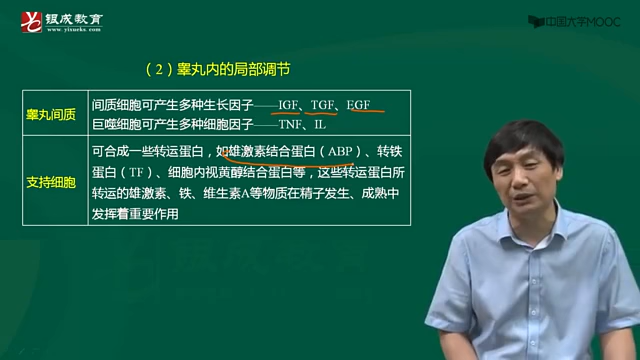 银成教育
www.yixueks.com
中国大学MOOC
（2）睾丸内的局部调节
睾丸间质
间质细胞可产生多种生长因子——IGF、TGF、EGF
巨噬细胞可产生多种细胞因子——TNF、IL
支持细胞
可合成一些转运蛋白，如雄激素结合蛋白（ABP）、转铁
蛋白（TF）、细胞内视黄醇结合蛋白等，这些转运蛋白所
转运的雄激素、铁、维生素A等物质在精子发生、成熟中
发挥着重要作用
银成教育